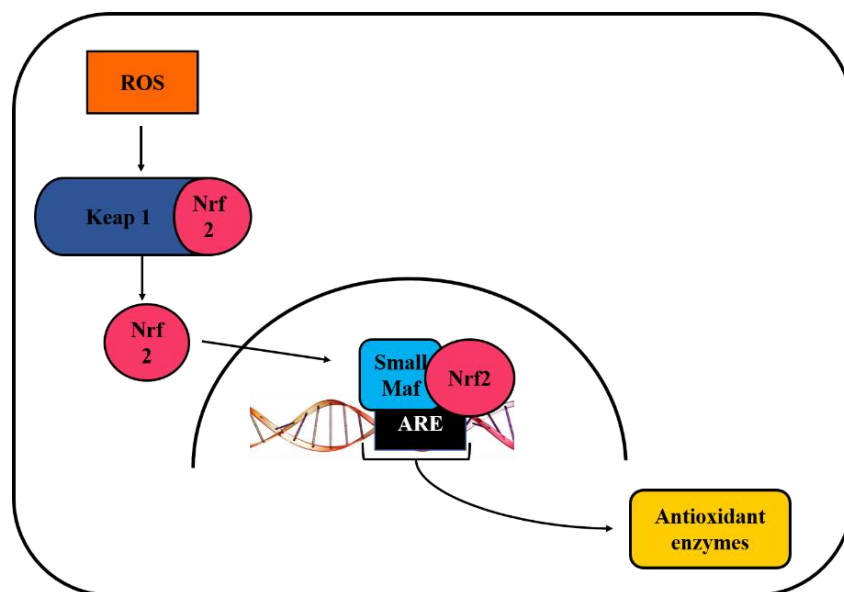 ROS
Keap 1
Nrf
2
Nrf
2
Small
Maf
Nrf2
ARE
Antioxidant
enzymes